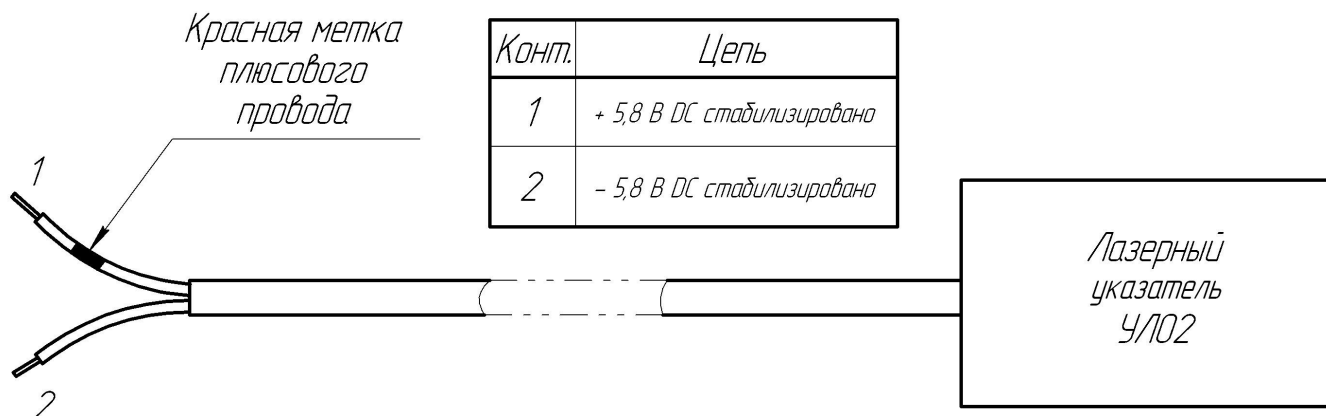 Красная метка
плюсового
провода
Конт. Цепь
1 + 5,8 В DC стабилизировано
2 – 5,8 В DC стабилизировано
1
2
Лазерный
указатель
УЛ02